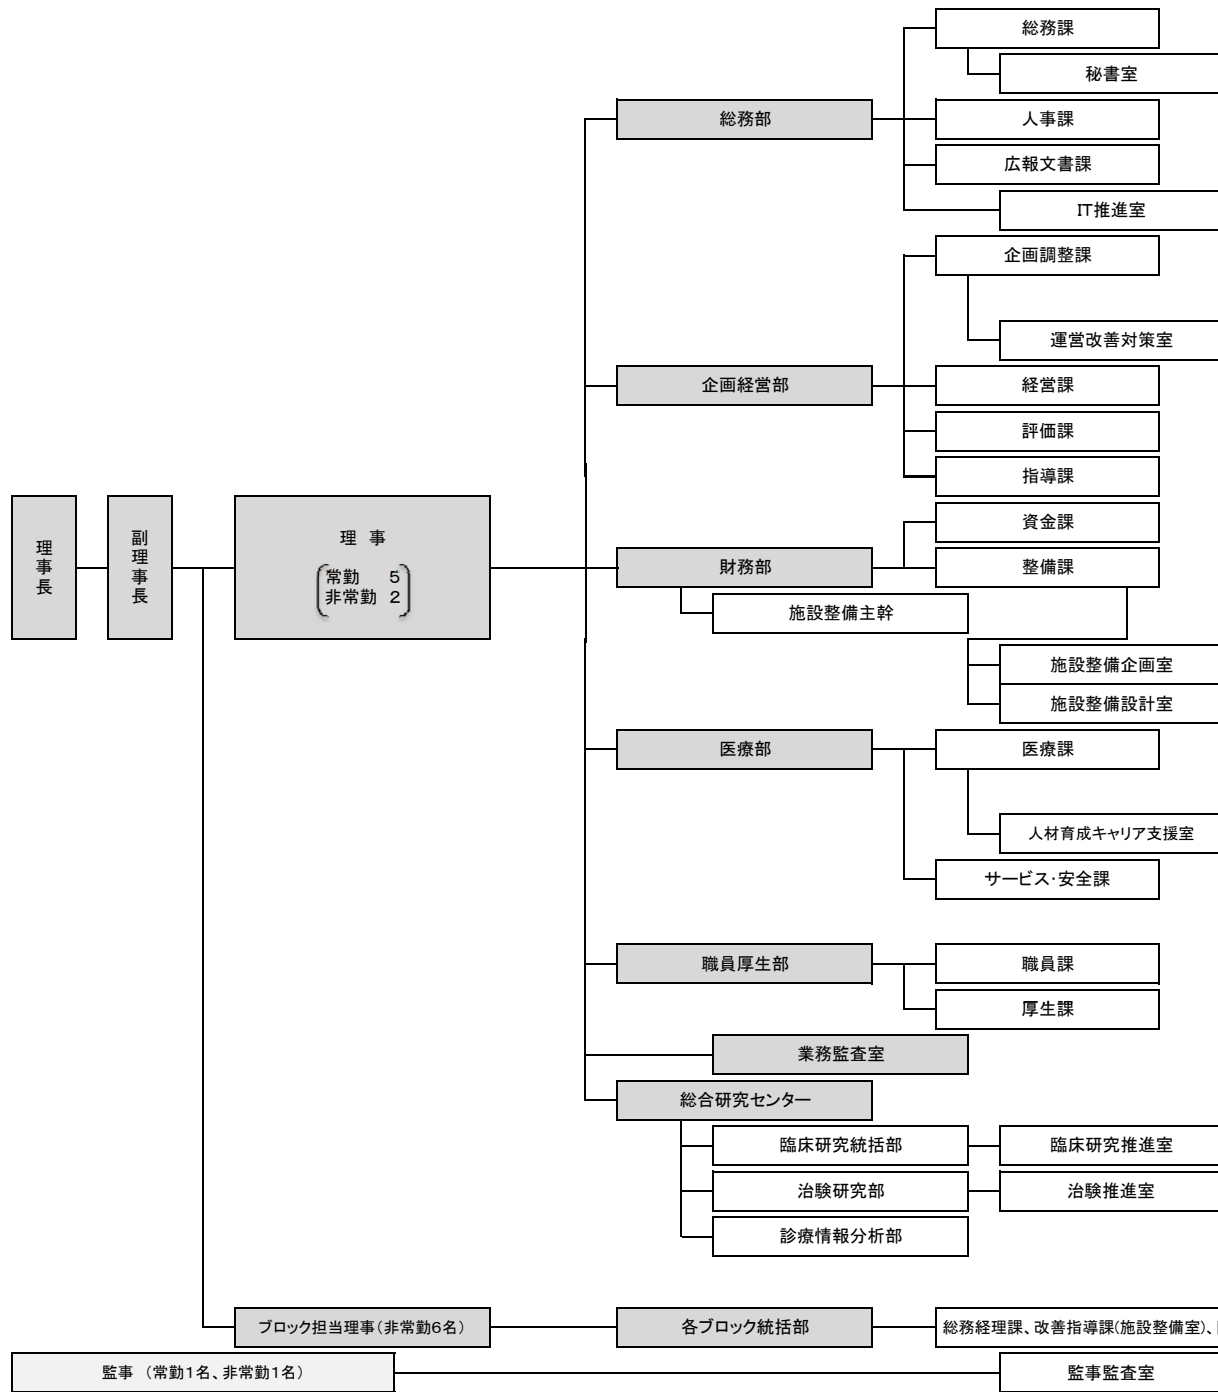 総務課
秘書室
総務部
人事課
広報文書課
IT推進室
企画調整課
運営改善対策室
企画経営部
経営課
評価課
指導課
理事長
副理事長
理 事
常勤 5
非常勤 2
資金課
財務部
整備課
施設整備主幹
施設整備企画室
施設整備設計室
医療部
医療課
人材育成キャリア支援室
サービス・安全課
職員厚生部
職員課
厚生課
業務監査室
総合研究センター
臨床研究統括部
臨床研究推進室
治験研究部
治験推進室
診療情報分析部
ブロック担当理事(非常勤6名)
各ブロック統括部
総務経理課、改善指導課(施設整備室)、
監事 (常勤1名、非常勤1名)
監事監査室